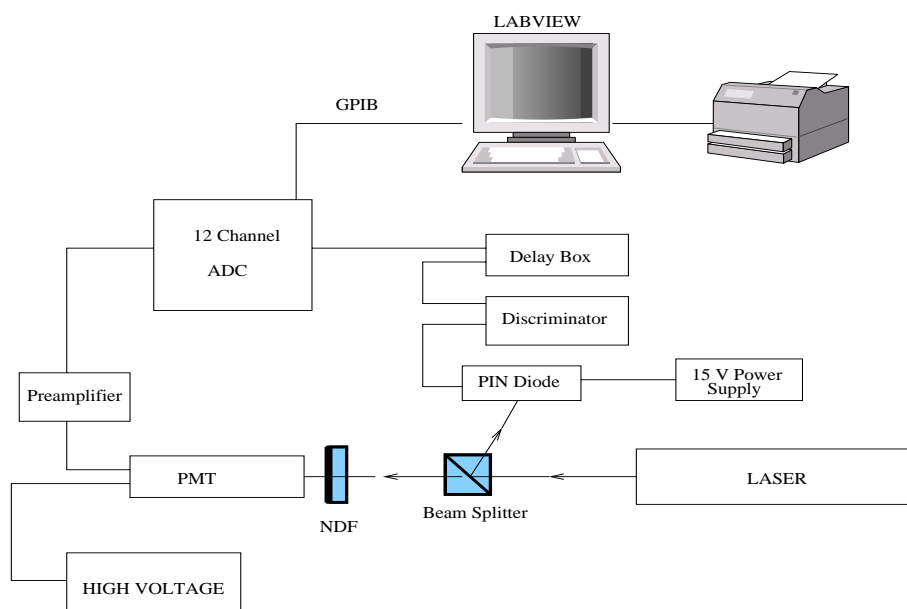 LABVIEW
GPIB
12 Channel
ADC
Delay Box
Discriminator
PIN Diode
15 V Power
Supply
Preamplifier
PMT
NDF
Beam Splitter
LASER
HIGH VOLTAGE